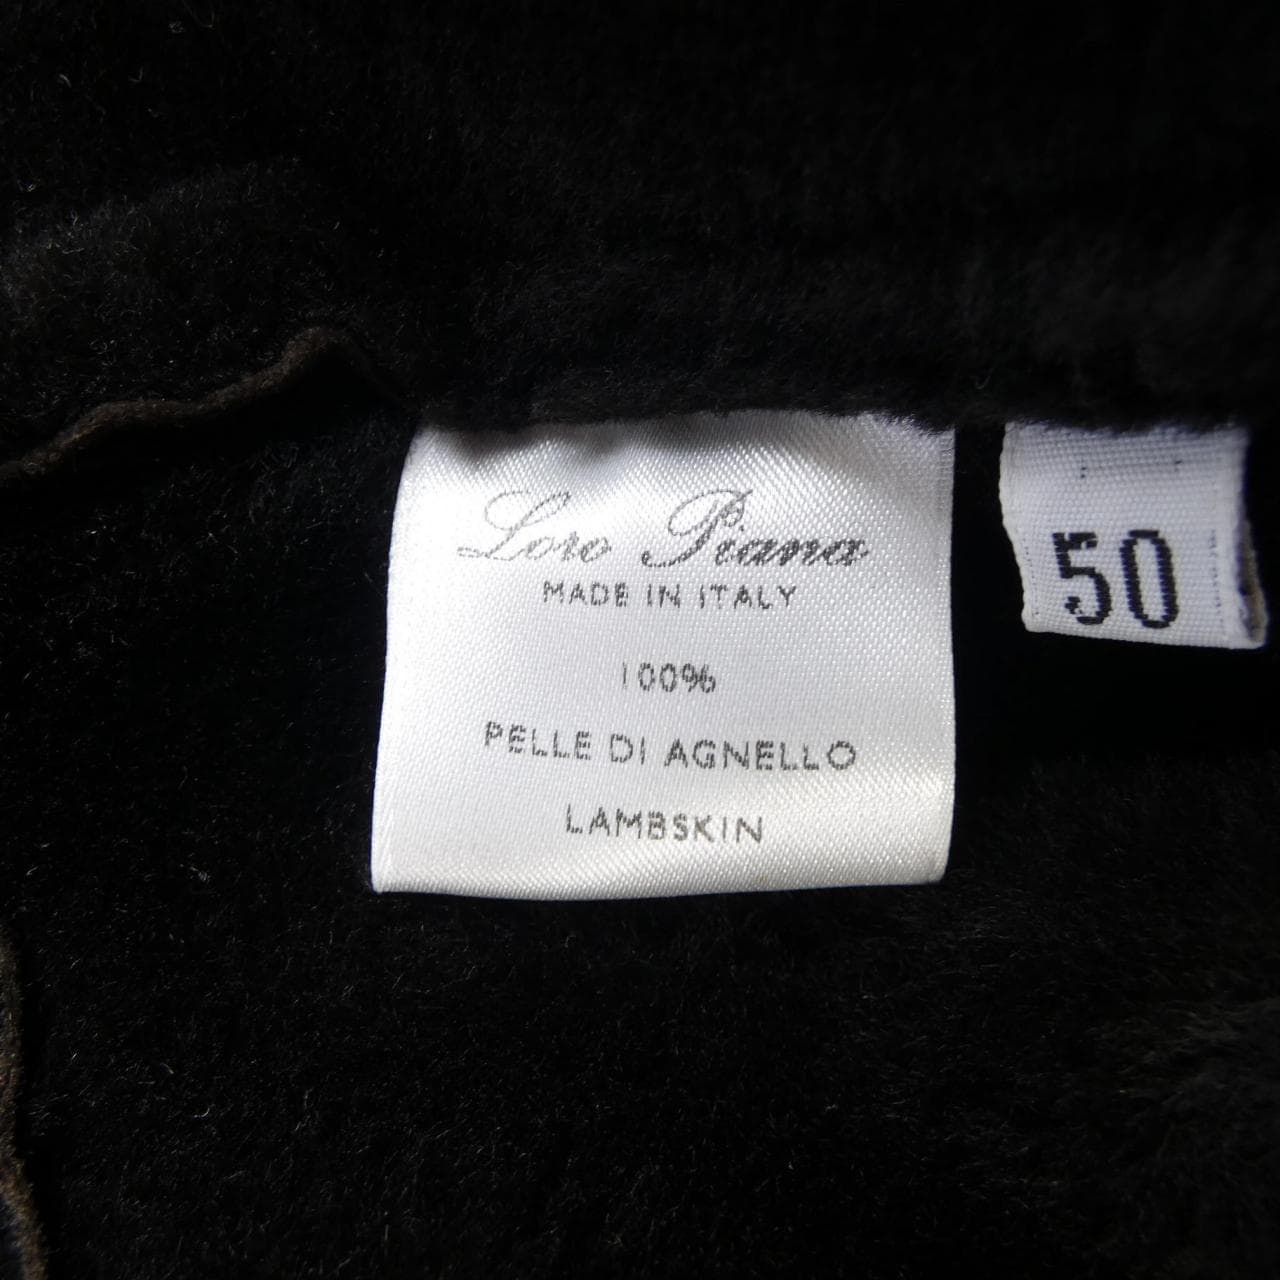 Loro Piana
MADE IN ITALY
100%
PELLE DI AGNELLO
LAMBSKIN
50